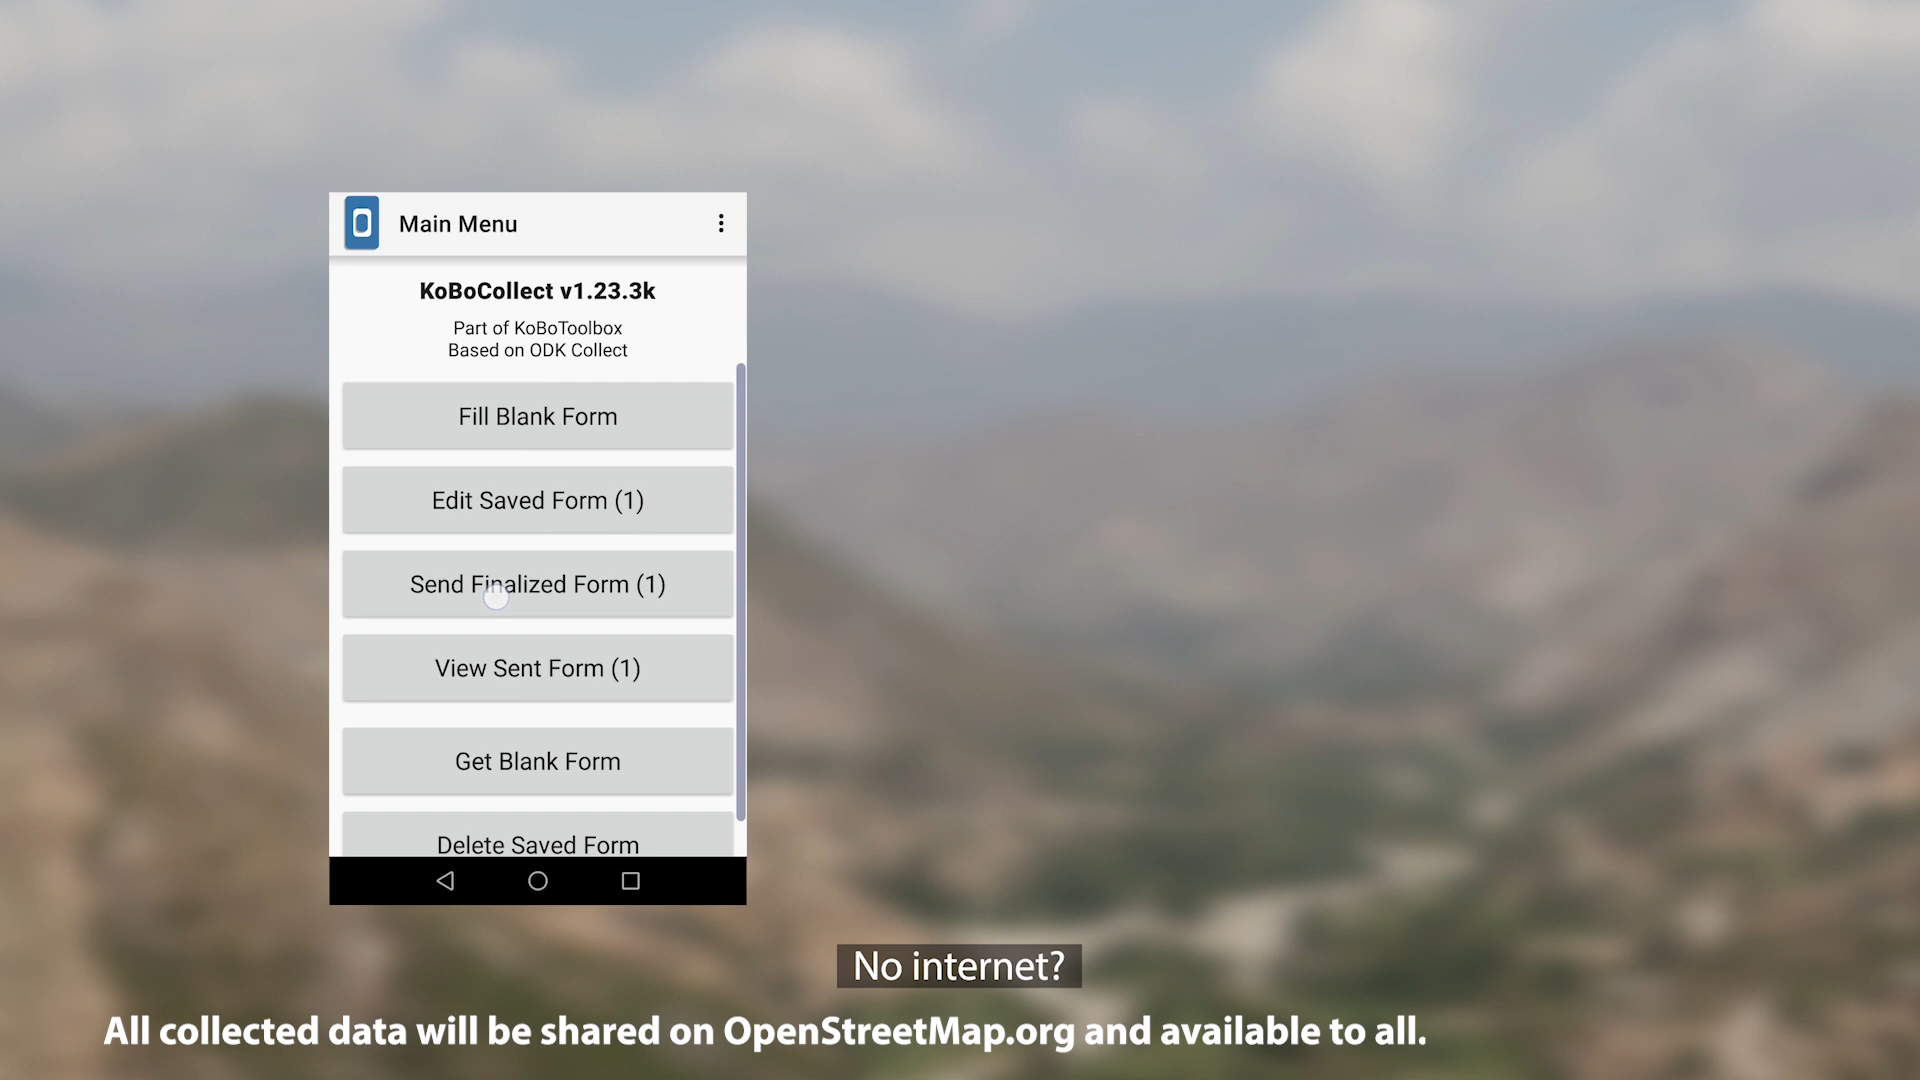 Main Menu
KoBoCollect v1.23.3k
Part of KoBoToolbox
Based on ODK Collect
Fill Blank Form
Edit Saved Form (1)
Send Finalized Form (1)
View Sent Form (1)
Get Blank Form
Delete Saved Form
No internet?
All collected data will be shared on OpenStreetMap.org and available to all.